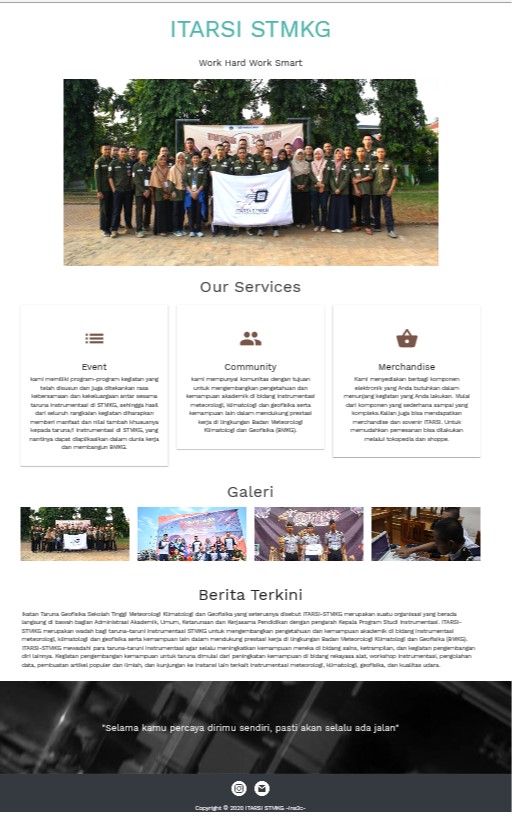 ITARSI STMKG
Work Hard Work Smart
ITARSI STMKG
Our Services
Event
kami memiliki program-program kegiatan yang
telah disusun dan juga ditekankan rasa
kebersamaan dan kekeluargaan antar sesama
taruna Instrumentasi di STMKG, sehingga hasil
dari seluruh rangkaian kegiatan diharapkan
memberi manfaat dan nilai tambah khususnya
kepada taruna/i Instrumentasi di STMKG, yang
nantinya dapat diaplikasikan dalam dunia kerja
dan membangun BMKG.
Community
kami mempunyai komunitas dengan tujuan
untuk mengembangkan pengetahuan dan
kemampuan akademik di bidang instrumentasi
meteorologi, klimatologi dan geofisika serta
kemampuan lain dalam mendukung prestasi
kerja di lingkungan Badan Meteorologi
Klimatologi dan Geofisika (BMKG).
Merchandise
Kami menyediakan berbagi komponen
elektronik yang Anda butuhkan dalam
menunjang kegiatan yang Anda lakukan. Mulai
dari komponen yang sederhana sampai yang
kompleks.Kalian juga bisa mendapatkan
merchandise dan sovenir ITARSI. Untuk
memudahkan pemesanan bisa dilakukan
melalui tokopedia dan shoppe.
Galeri
Berita Terkini
Ikatan Taruna Geofisika Sekolah Tinggi Meteorologi Klimatologi dan Geofisika yang seterusnya disebut ITARSI-STMKG merupakan suatu organisasi yang berada
langsung di bawah bagian Administrasi Akademik, Umum, Ketarunaan dan Kerjasama Pendidikan dengan pengarah Kepala Program Studi Instrumentasi. ITARSI-
STMKG merupakan wadah bagi taruna-taruni Instrumentasi STMKG untuk mengembangkan pengetahuan dan kemampuan akademik di bidang instrumentasi
meteorologi, klimatologi dan geofisika serta kemampuan lain dalam mendukung prestasi kerja di lingkungan Badan Meteorologi Klimatologi dan Geofisika (BMKG).
ITARSI-STMKG mewadahi para taruna-taruni Instrumentasi agar selalu meningkatkan kemampuan mereka di bidang sains, ketrampilan, dan kegiatan pengembangan
diri lainnya. Kegiatan pengembangan kemampuan untuk taruna dimulai dari peningkatan kemampuan di bidang rekayasa alat, workshop instrumentasi, pengolahan
data, pembuatan artikel populer dan ilmiah, dan kunjungan ke instansi lain terkait instrumentasi meteorologi, klimatologi, geofisika, dan kualitas udara.
"Selama kamu percaya dirimu sendiri, pasti akan selalu ada jalan"
Copyright © 2020 ITARSI STMKG -ins2c-